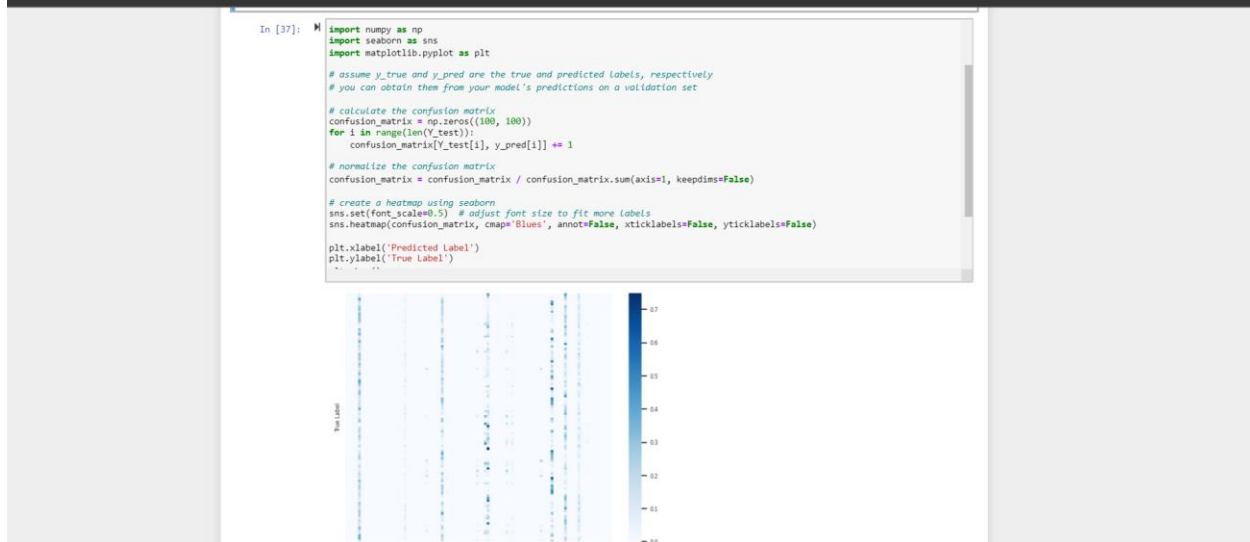 In [37]:
import numpy as np
import seaborn as sns
import matplotlib.pyplot as plt
# assume y_true and y_pred are the true and predicted labels, respectively
# you can obtain them from your model's predictions on a validation set
# calculate the confusion matrix
confusion_matrix = np.zeros((100, 100))
for i in range(len(Y_test)):
    confusion_matrix[Y_test[i], y_pred[i]] += 1
# normalize the confusion matrix
confusion_matrix = confusion_matrix / confusion_matrix.sum(axis=1, keepdims=False)
# create a heatmap using seaborn
sns.set(font_scale=0.5)  # adjust font size to fit more labels
sns.heatmap(confusion_matrix, cmap='Blues', annot=False, xticklabels=False, yticklabels=False)
plt.xlabel('Predicted Label')
plt.ylabel('True Label')
True Label
0.7
0.6
0.5
0.4
0.3
0.2
0.1